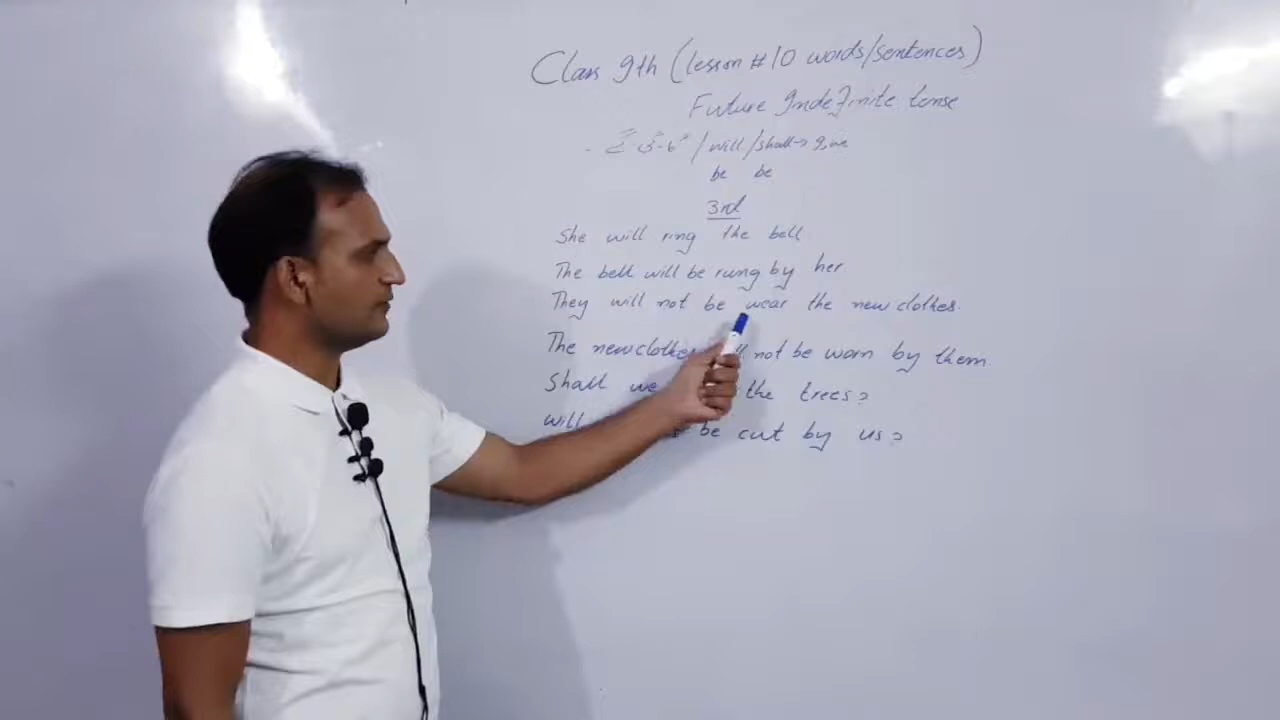 Class 9th (lesson #10 words/sentences)
Future Indefinite tense
/ will/shall→ give
be be
3rd
She will ring the bell
The bell will be rung by her
They will not be wear the new clothes.
The new clothes not be worn by them.
Shall we the trees?
will be cut by us?